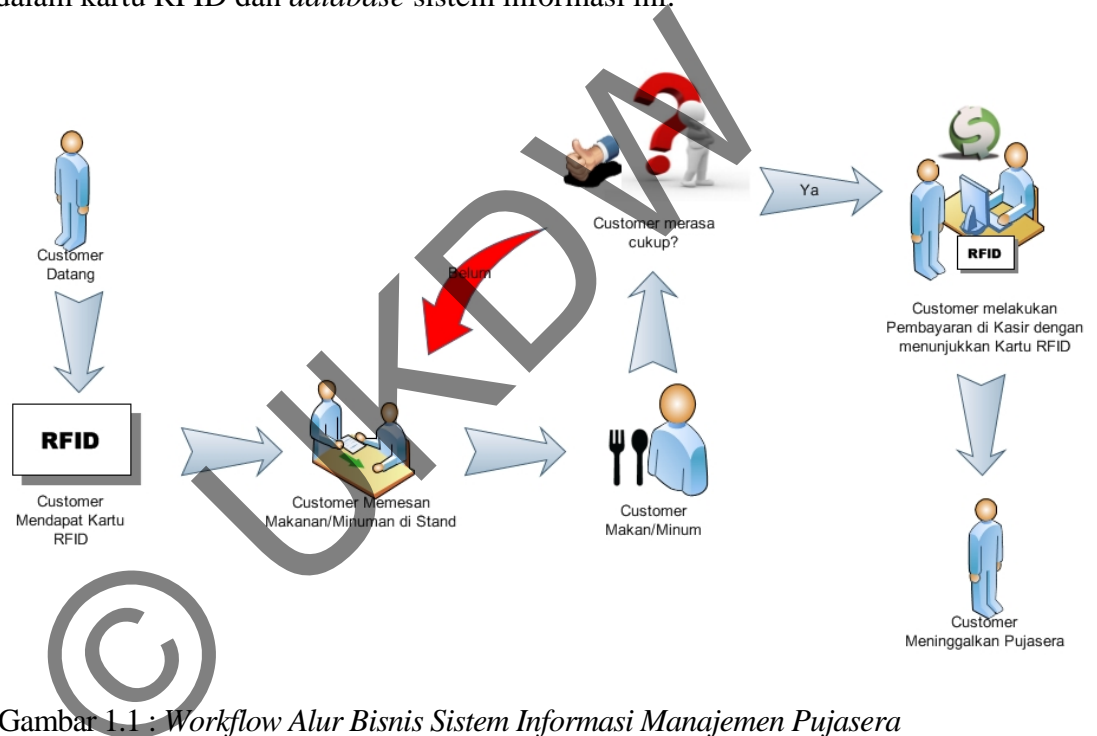 dalam kartu RFID dan database sistem informasi ini.
Customer
Datang
RFID
Customer
Mendapat Kartu
RFID
Customer Memesan
Makanan/Minuman di Stand
Customer
Makan/Minum
Customer merasa
cukup?
Belum
Ya
RFID
Customer melakukan
Pembayaran di Kasir dengan
menunjukkan Kartu RFID
Customer
Meninggalkan Pujasera
© UKDW
Gambar 1.1 : Workflow Alur Bisnis Sistem Informasi Manajemen Pujasera